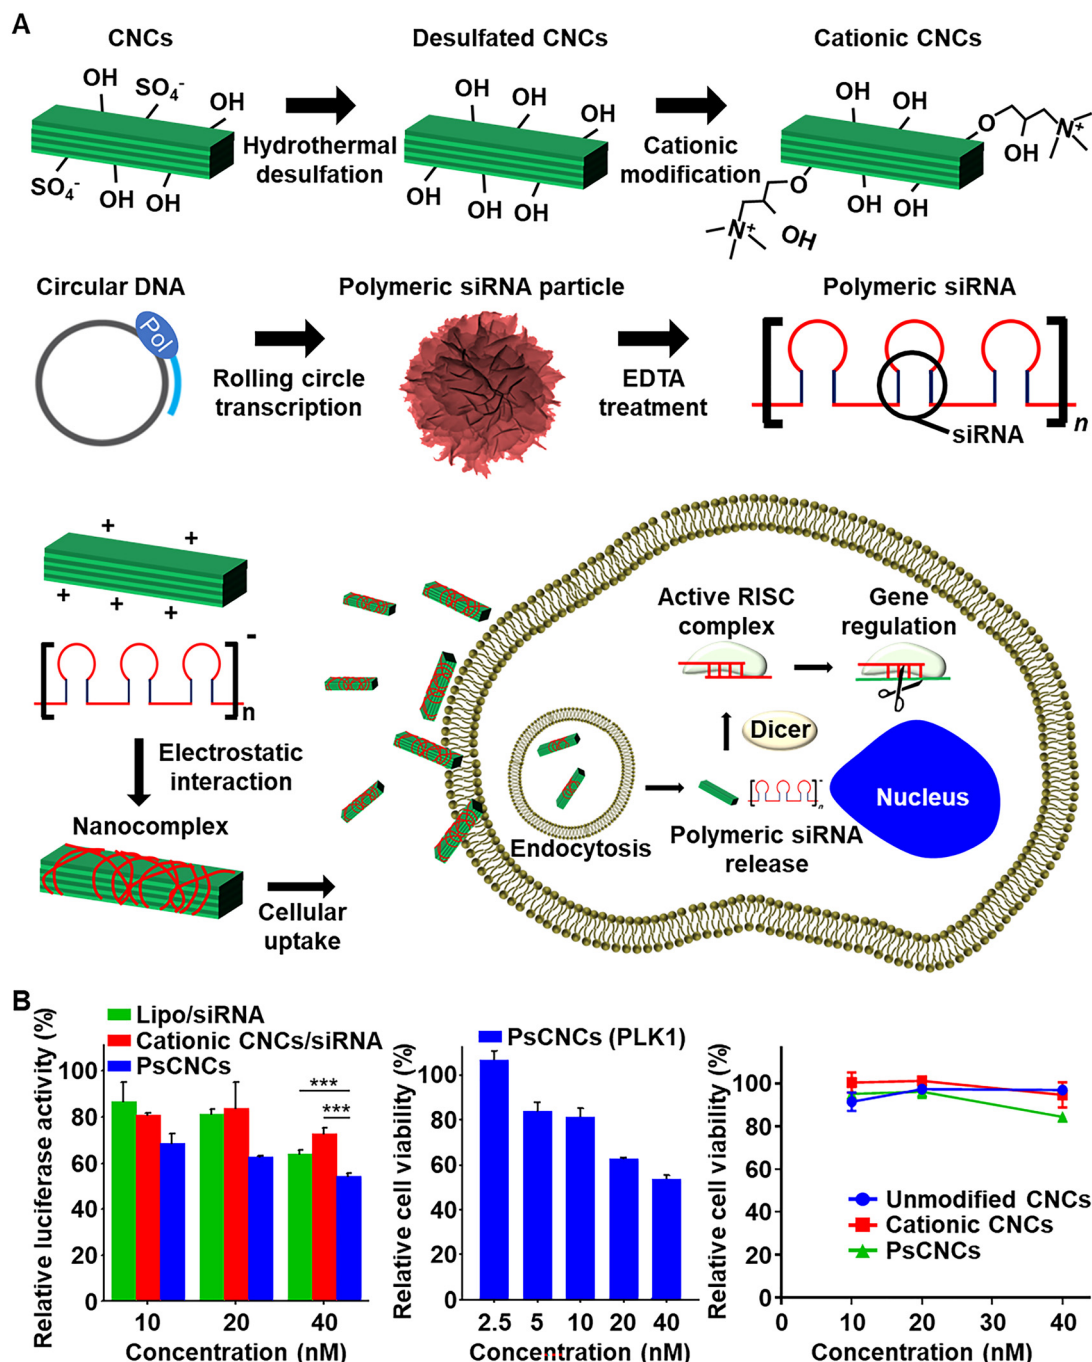 A
CNCs
Desulfated CNCs
Cationic CNCs
OH
SO4-
OH
SO4-
OH
OH
Hydrothermal
desulfation
OH
OH
OH
OH
OH
OH
Cationic
modification
OH
OH
O
OH
N+
O
OH
N+
OH
OH
Circular DNA
Polymeric siRNA particle
Polymeric siRNA
Pol
Rolling circle
transcription
EDTA
treatment
n
siRNA
+
+
+
+
+
-
n
Electrostatic
interaction
Nanocomplex
Cellular
uptake
Active RISC
complex
Gene
regulation
Dicer
Nucleus
Endocytosis
-
n
Polymeric siRNA
release
B
Relative luciferase activity (%)
Lipo/siRNA
Cationic CNCs/siRNA
PsCNCs
***
***
100
80
60
40
20
0
10
20
40
Concentration (nM)
Relative cell viability (%)
PsCNCs (PLK1)
100
80
60
40
20
0
2.5
5
10
20
40
Concentration (nM)
Relative cell viability (%)
100
80
60
40
20
0
Unmodified CNCs
Cationic CNCs
PsCNCs
0
10
20
30
40
Concentration (nM)